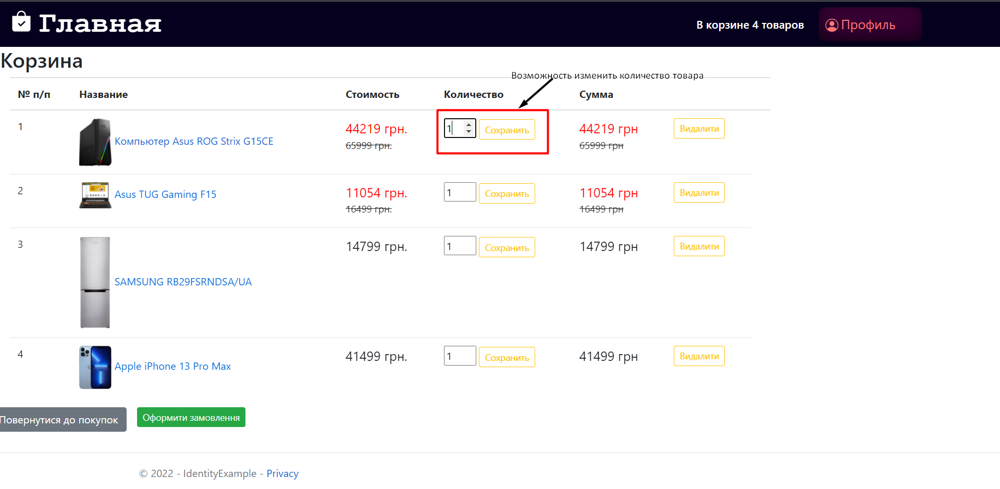 Главная
В корзине 4 товаров
Профиль
Корзина
Возможность изменить количество товара
№ п/п Название Стоимость Количество Сумма
1 Компьютер Asus ROG Strix G15CE 44219 грн. 1 Сохранить 44219 грн Видалити
65999 грн. 65999 грн
2 Asus TUG Gaming F15 11054 грн. 1 Сохранить 11054 грн Видалити
16499 грн. 16499 грн
3 SAMSUNG RB29FSRNDSA/UA 14799 грн. 1 Сохранить 14799 грн Видалити
4 Apple iPhone 13 Pro Max 41499 грн. 1 Сохранить 41499 грн Видалити
Повернутися до покупок Оформити замовлення
© 2022 - IdentityExample - Privacy